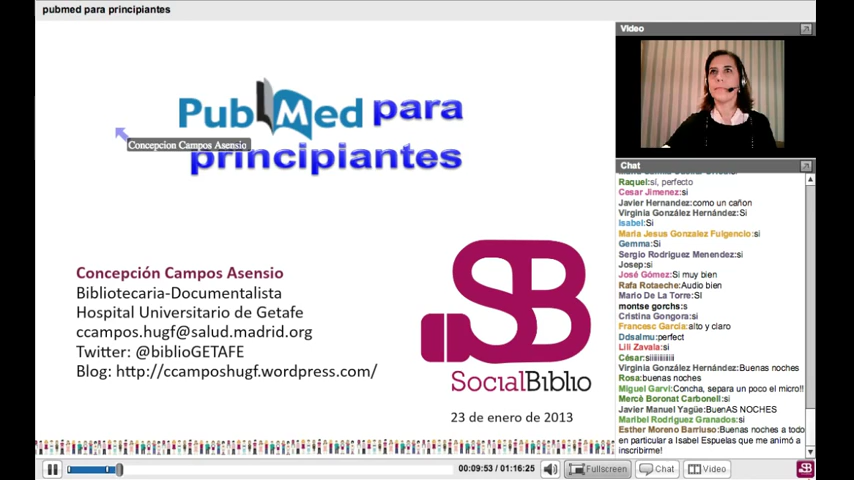 pubmed para principiantes
PubMed para
Concepcion Campos Asensio
principiantes
Concepción Campos Asensio
Bibliotecaria-Documentalista
Hospital Universitario de Getafe
ccampos.hugf@salud.madrid.org
Twitter: @biblioGETAFE
Blog: http://ccamposhugf.wordpress.com/
SB
SocialBiblio
23 de enero de 2013
Video
Chat
Raquel:sí, perfecto
Cesar Jimenez:si
Javier Hernandez:como un cañon
Virginia González Hernández:Si
Isabel:Si
Maria Jesus Gonzalez Fulgencio:si
Gemma:Si
Sergio Rodriguez Menendez:si
Josep:si
José Gómez:Si muy bien
Rafa Rotaeche:Audio bien
Mario De La Torre:SI
montse gorchs:s
Cristina Gongora:si
Francesc Garcia:alto y claro
Ddsalmu:perfect
Lili Zavala:si
César:siiiiiiiiiii
Virginia González Hernández:Buenas noches
Rosa:buenas noches
Miguel Garvi:Concha, separa un poco el micro!!
Mercè Boronat Carbonell:si
Javier Manuel Yagüe:BuenAS NOCHES
Maribel Rodriguez Granados:si
Esther Moreno Barriuso:Buenas noches a todo
en particular a Isabel Espuelas que me animó a
inscribirme!
00:09:53 / 01:16:25
Fullscreen
Chat
Video
SB